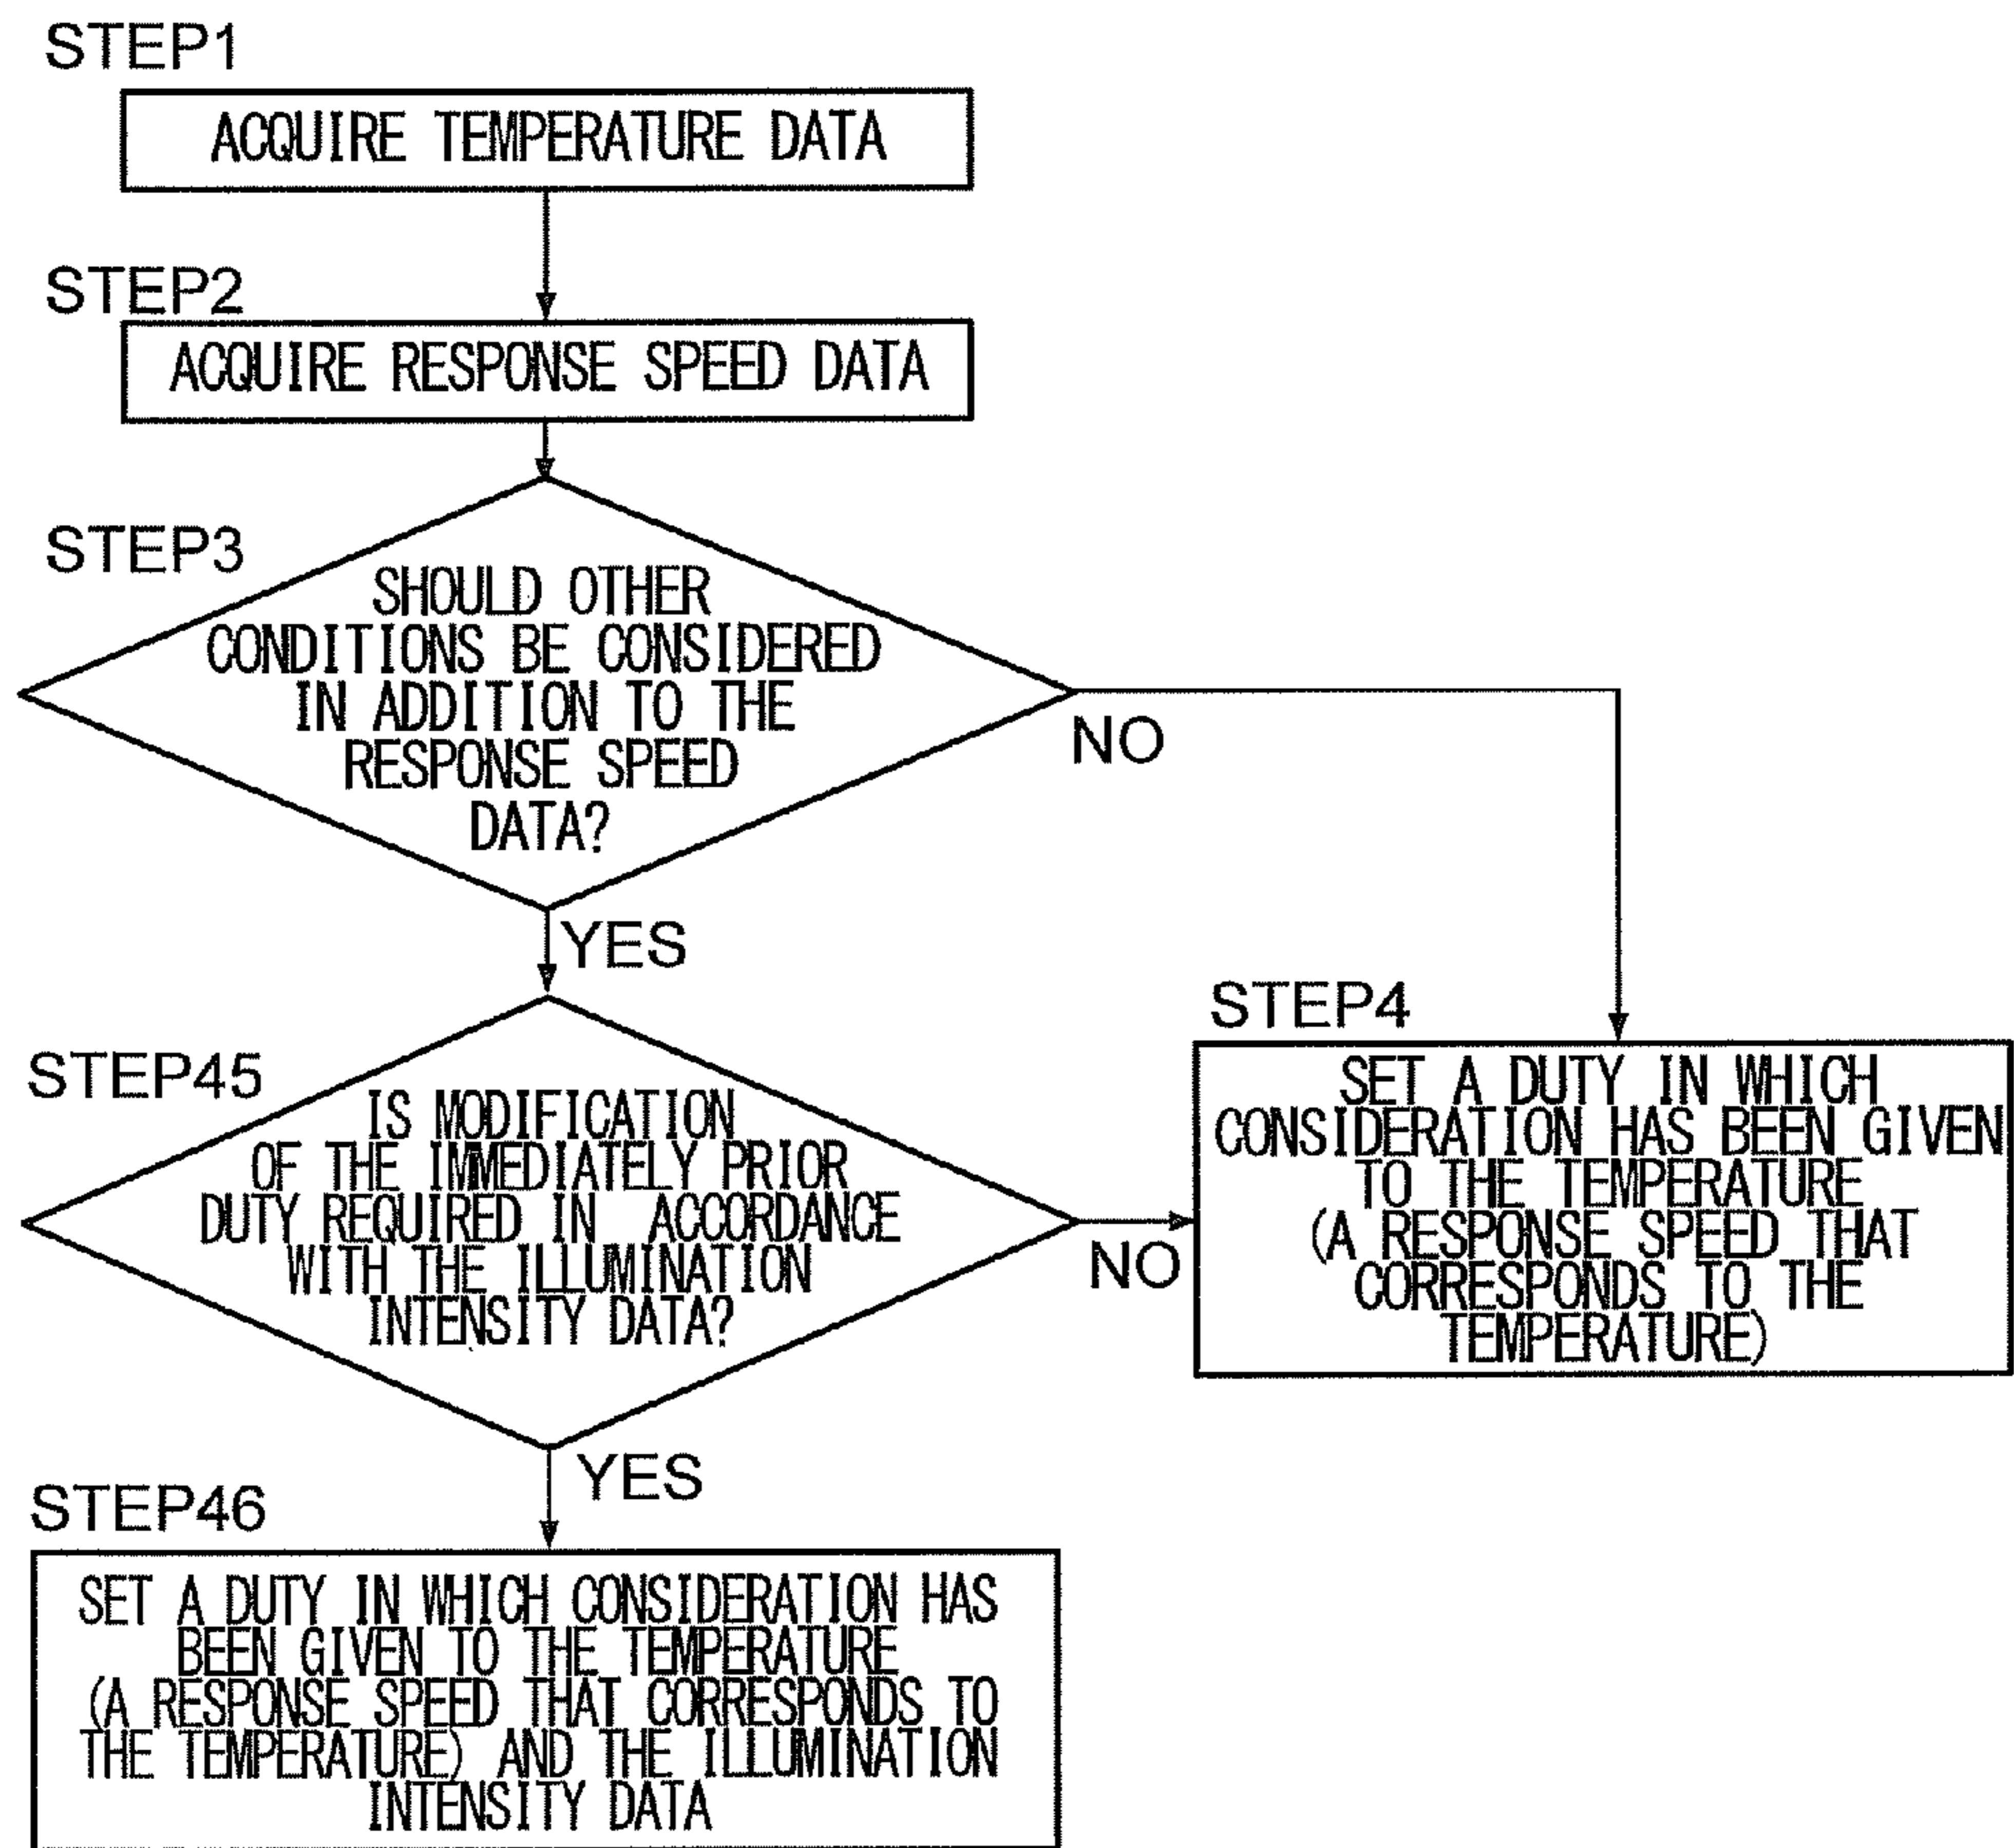 STEP1
ACQUIRE TEMPERATURE DATA
STEP2
ACQUIRE RESPONSE SPEED DATA
STEP3
SHOULD OTHER
CONDITIONS BE CONSIDERED
IN ADDITION TO THE
RESPONSE SPEED
DATA?
NO
YES
STEP4
SET A DUTY IN WHICH
CONSIDERATION HAS BEEN GIVEN
TO THE TEMPERATURE
(A RESPONSE SPEED THAT
CORRESPONDS TO THE
TEMPERATURE)
STEP45
IS MODIFICATION
OF THE IMMEDIATELY PRIOR
DUTY REQUIRED IN ACCORDANCE
WITH THE ILLUMINATION
INTENSITY DATA?
NO
YES
STEP46
SET A DUTY IN WHICH CONSIDERATION HAS
BEEN GIVEN TO THE TEMPERATURE
(A RESPONSE SPEED THAT CORRESPONDS TO
THE TEMPERATURE) AND THE ILLUMINATION
INTENSITY DATA